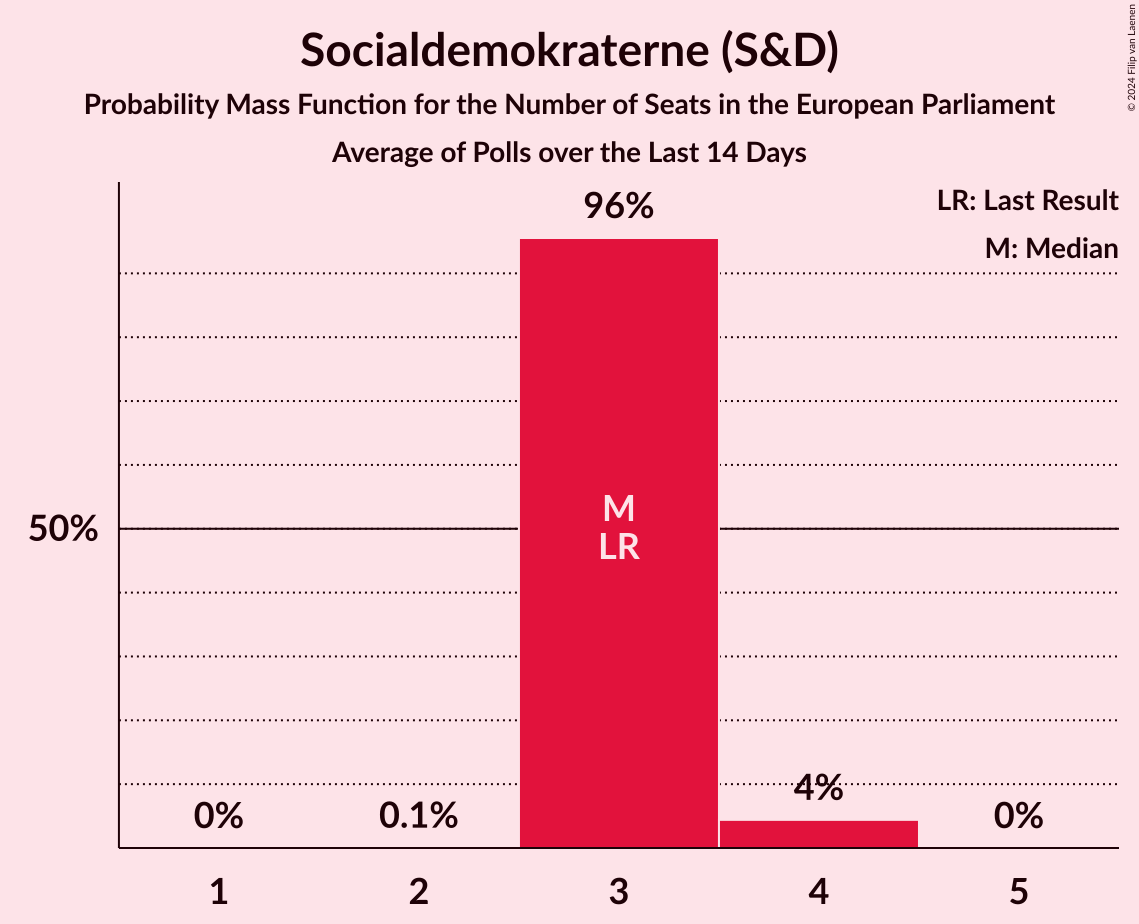 Socialdemokraterne (S&D)
Probability Mass Function for the Number of Seats in the European Parliament
Average of Polls over the Last 14 Days
© 2024 Filip van Laenen
LR: Last Result
M: Median
96%
M
LR
50%
4%
0%
0.1%
0%
1
2
3
4
5